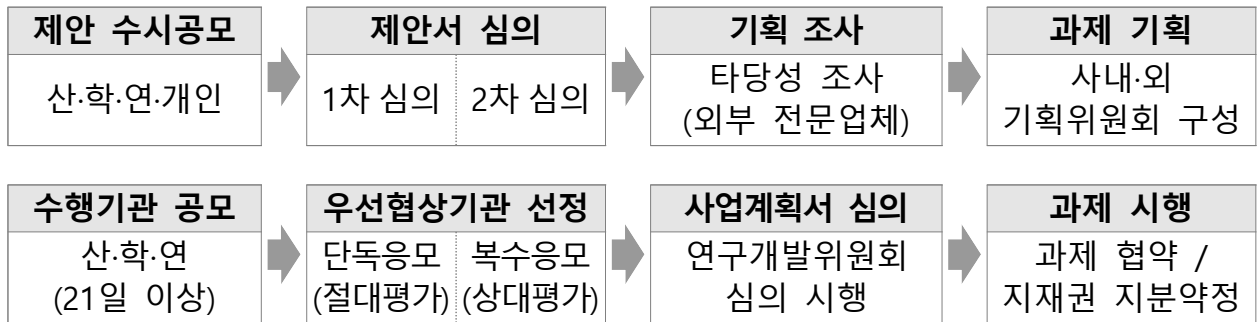 제안 수시공모
산·학·연·개인
제안서 심의
1차 심의 2차 심의
기획 조사
타당성 조사
(외부 전문업체)
과제 기획
사내·외
기획위원회 구성
수행기관 공모
산·학·연
(21일 이상)
우선협상기관 선정
단독응모 복수응모
(절대평가) (상대평가)
사업계획서 심의
연구개발위원회
심의 시행
과제 시행
과제 협약 /
지재권 지분약정